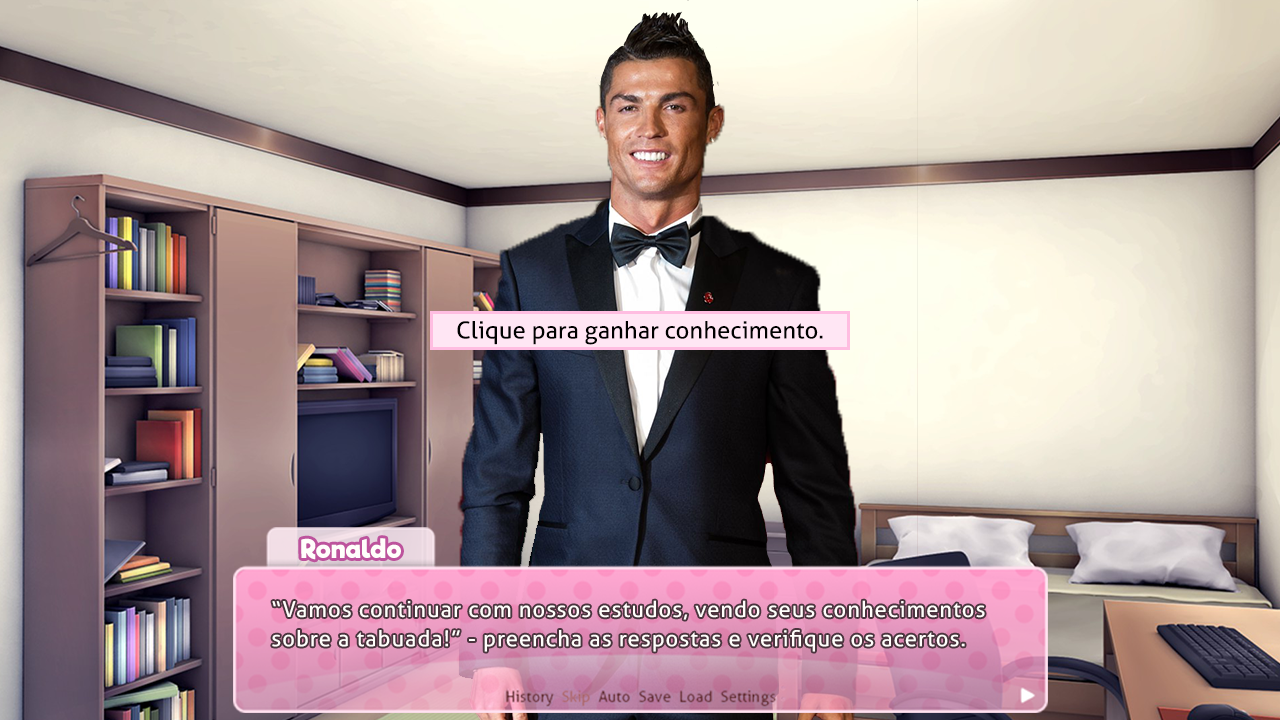 Clique para ganhar conhecimento.
Ronaldo
“Vamos continuar com nossos estudos, vendo seus conhecimentos
sobre a tabuada!” - preencha as respostas e verifique os acertos.
History Skip Auto Save Load Settings